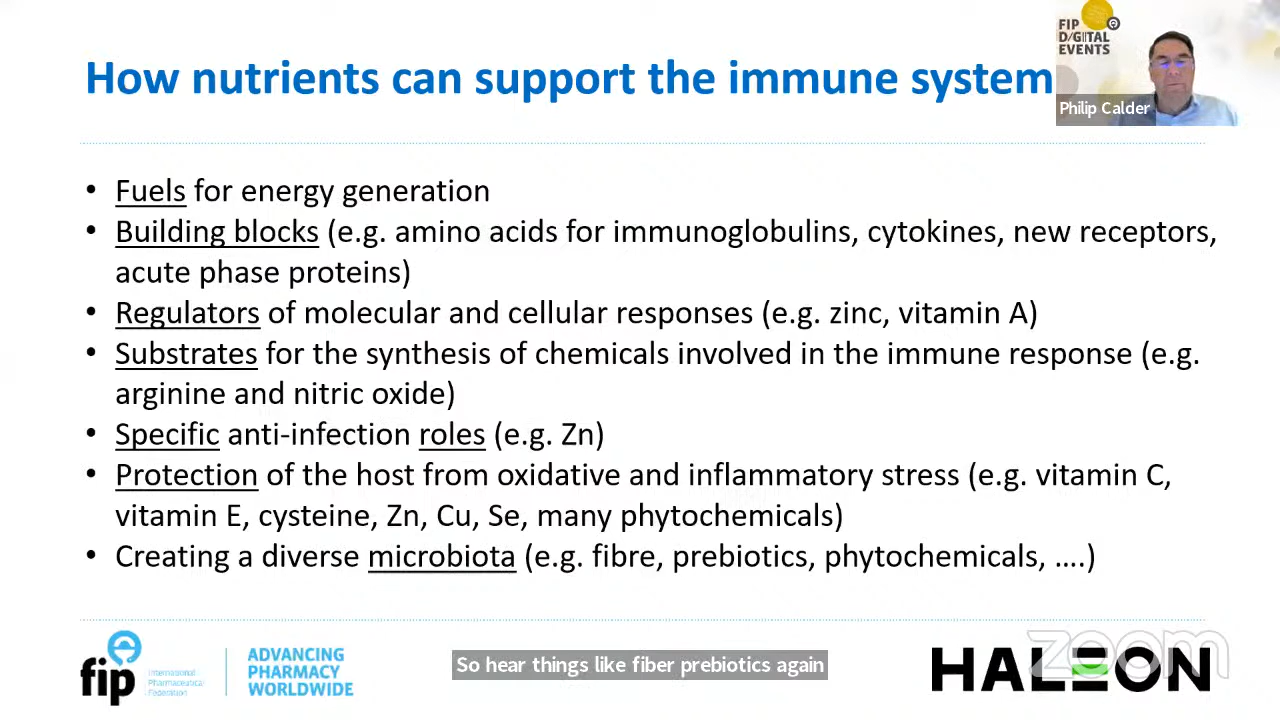 How nutrients can support the immune system
FIP
D/G!TAL
EVENTS
Philip Calder
• Fuels for energy generation
• Building blocks (e.g. amino acids for immunoglobulins, cytokines, new receptors,
acute phase proteins)
• Regulators of molecular and cellular responses (e.g. zinc, vitamin A)
• Substrates for the synthesis of chemicals involved in the immune response (e.g.
arginine and nitric oxide)
• Specific anti-infection roles (e.g. Zn)
• Protection of the host from oxidative and inflammatory stress (e.g. vitamin C,
vitamin E, cysteine, Zn, Cu, Se, many phytochemicals)
• Creating a diverse microbiota (e.g. fibre, prebiotics, phytochemicals, ….)
fip
International
Pharmaceutical
Federation
ADVANCING
PHARMACY
WORLDWIDE
So hear things like fiber prebiotics again
HALEON
zoom